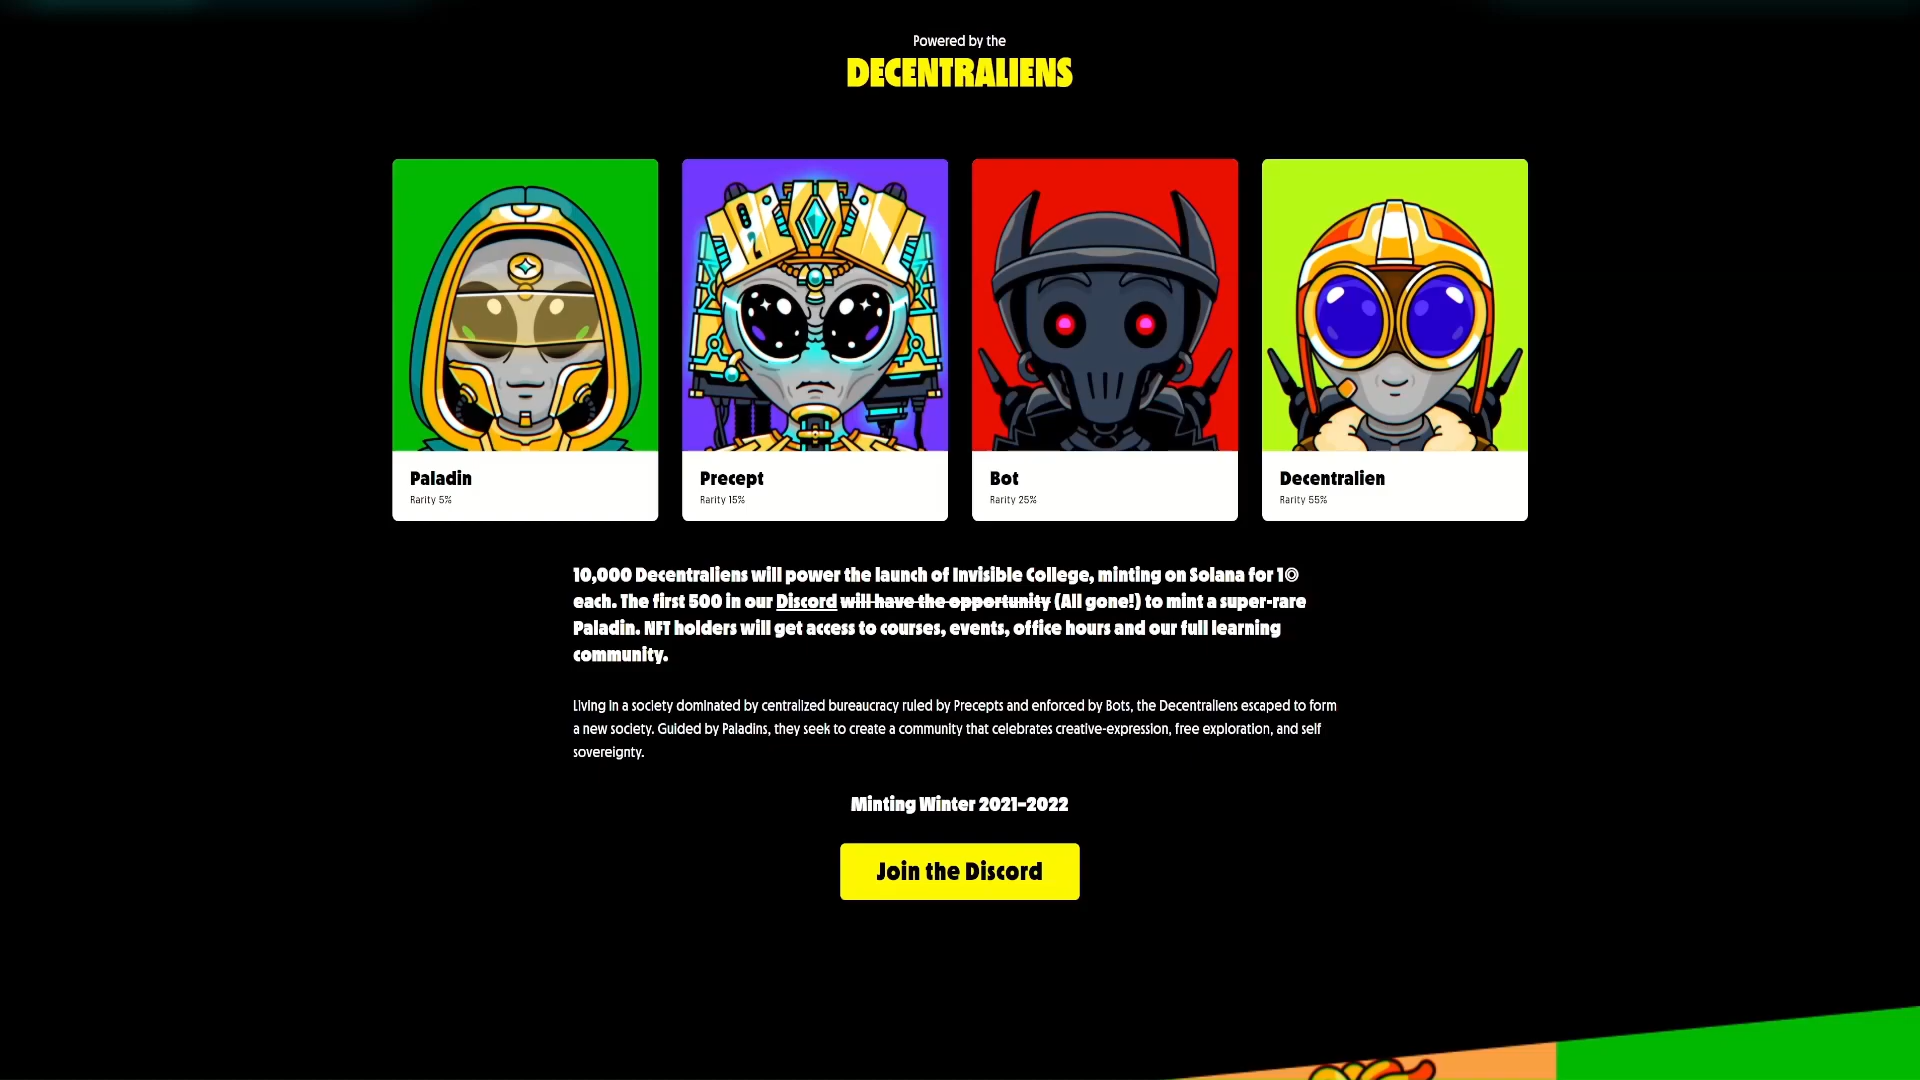 Powered by the
DECENTRALIENS
Paladin
Rarity 5%
Precept
Rarity 15%
Bot
Rarity 25%
Decentralien
Rarity 55%
10,000 Decentraliens will power the launch of Invisible College, minting on Solana for 1◎
each. The first 500 in our Discord will have the opportunity (All gone!) to mint a super-rare
Paladin. NFT holders will get access to courses, events, office hours and our full learning
community.
Living in a society dominated by centralized bureaucracy ruled by Precepts and enforced by Bots, the Decentraliens escaped to form
a new society. Guided by Paladins, they seek to create a community that celebrates creative-expression, free exploration, and self
sovereignty.
Minting Winter 2021–2022
Join the Discord